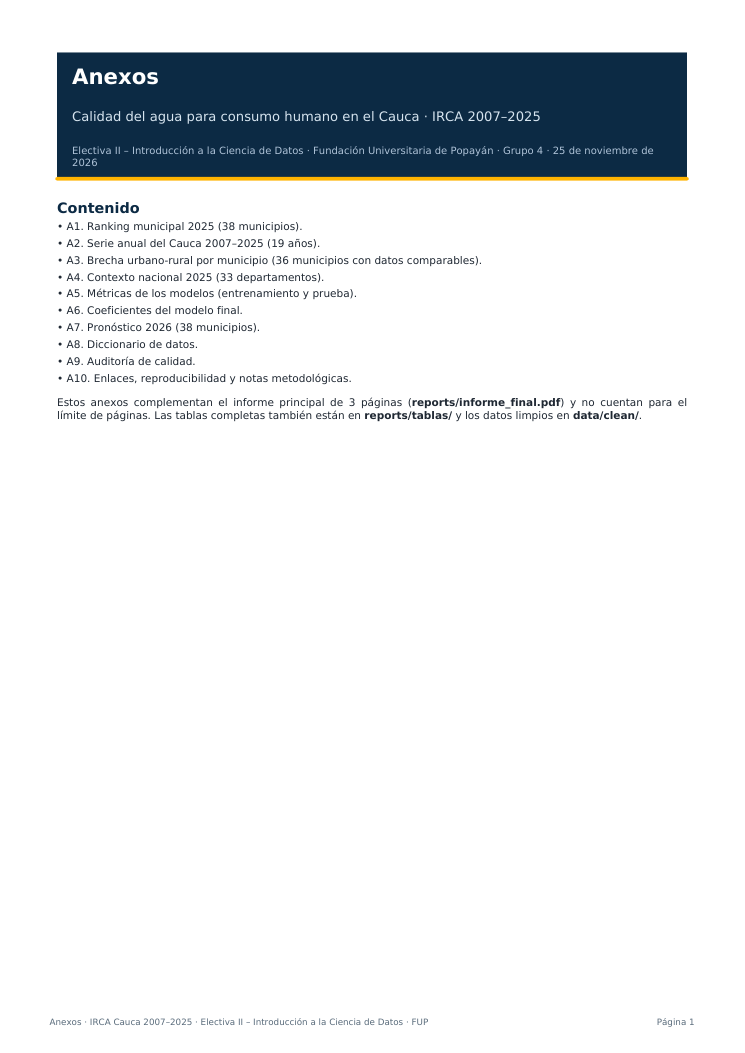 Anexos
Calidad del agua para consumo humano en el Cauca · IRCA 2007–2025
Electiva II – Introducción a la Ciencia de Datos · Fundación Universitaria de Popayán · Grupo 4 · 25 de noviembre de
2026
Contenido
• A1. Ranking municipal 2025 (38 municipios).
• A2. Serie anual del Cauca 2007–2025 (19 años).
• A3. Brecha urbano-rural por municipio (36 municipios con datos comparables).
• A4. Contexto nacional 2025 (33 departamentos).
• A5. Métricas de los modelos (entrenamiento y prueba).
• A6. Coeficientes del modelo final.
• A7. Pronóstico 2026 (38 municipios).
• A8. Diccionario de datos.
• A9. Auditoría de calidad.
• A10. Enlaces, reproducibilidad y notas metodológicas.
Estos anexos complementan el informe principal de 3 páginas (reports/informe_final.pdf) y no cuentan para el
límite de páginas. Las tablas completas también están en reports/tablas/ y los datos limpios en data/clean/.
Anexos · IRCA Cauca 2007–2025 · Electiva II – Introducción a la Ciencia de Datos · FUP
Página 1